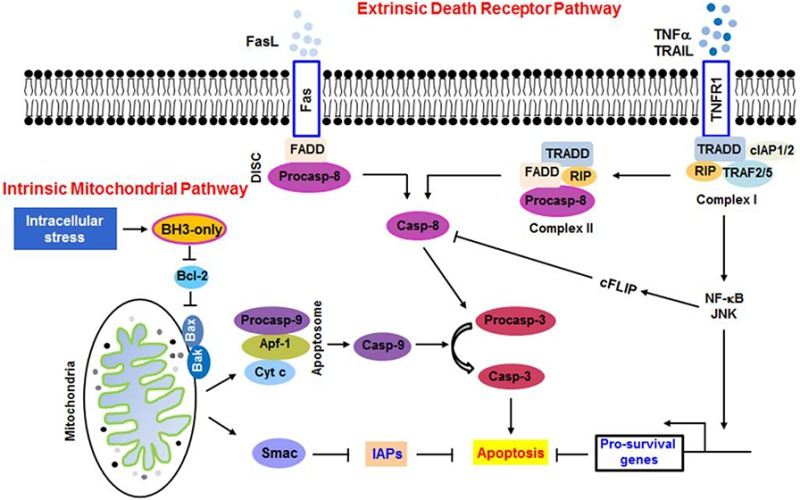 Extrinsic Death Receptor Pathway
FasL
TNFα
TRAIL
Fas
TNFR1
FADD
DISC
Procasp-8
TRADD
FADD
RIP
Procasp-8
Complex II
TRADD
cIAP1/2
RIP
TRAF2/5
Complex I
Intrinsic Mitochondrial Pathway
Intracellular
stress
BH3-only
Bcl-2
Bax
Bak
Mitochondria
Casp-8
cFLIP
NF-κB
JNK
Procasp-9
Apf-1
Cyt c
Apoptosome
Casp-9
Procasp-3
Casp-3
Smac
IAPs
Apoptosis
Pro-survival
genes